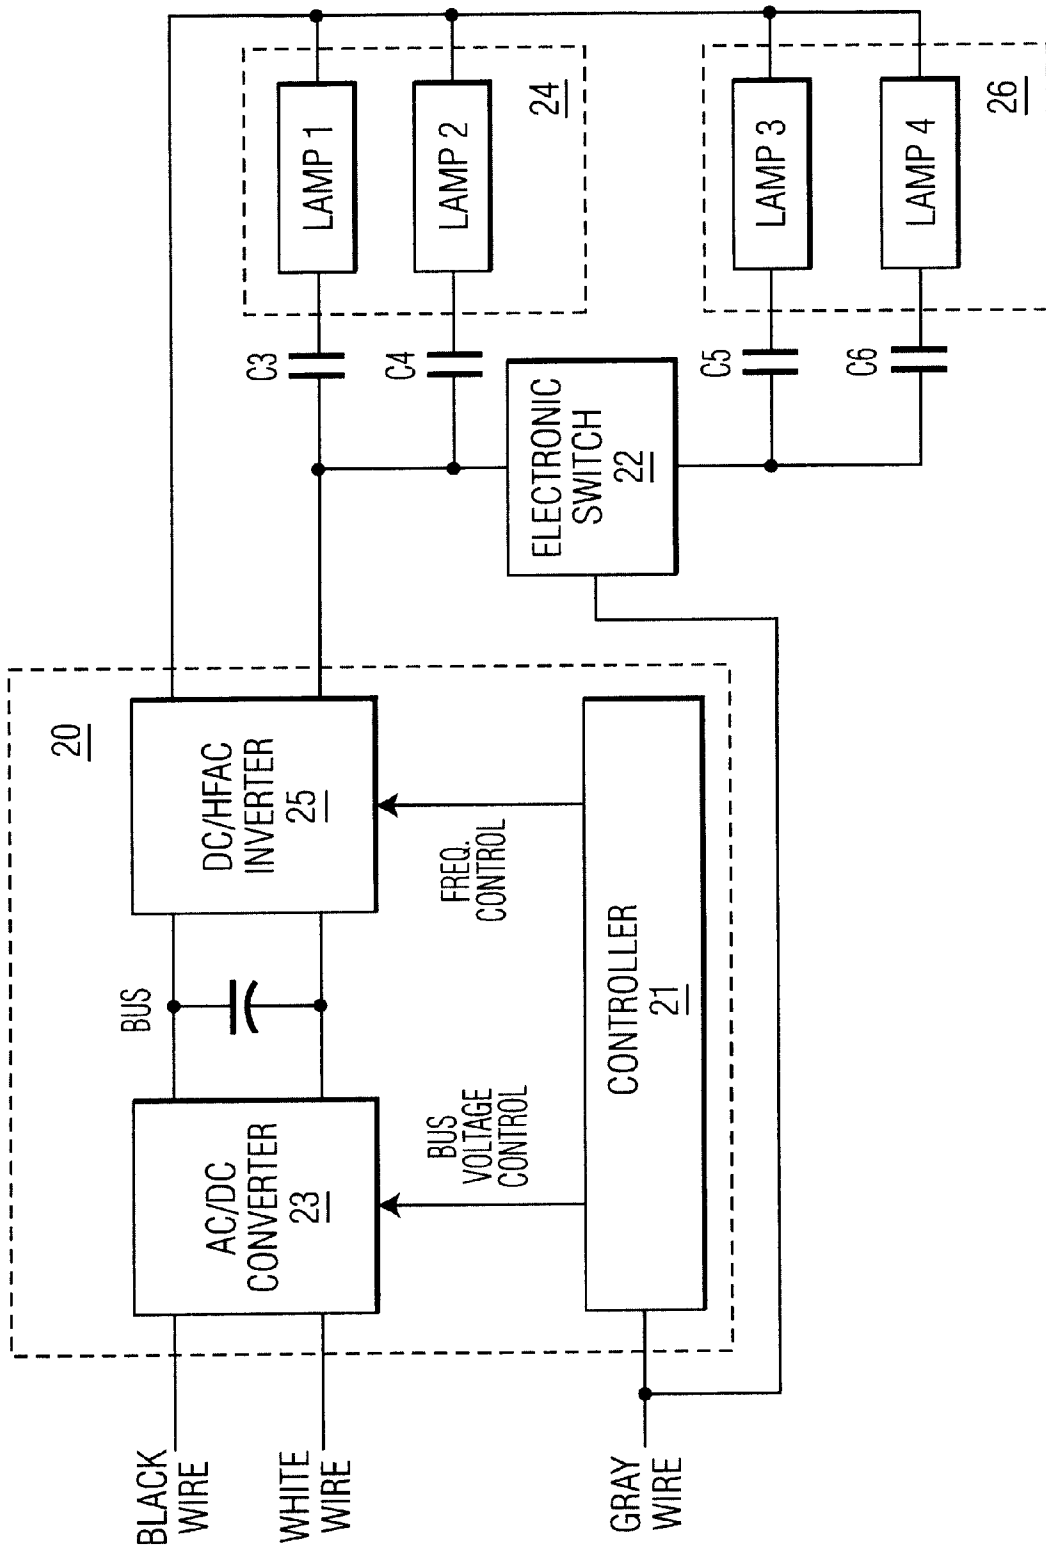 BLACK
WIRE
WHITE
WIRE
GRAY
WIRE
20
AC/DC
CONVERTER
23
BUS
DC/HFAC
INVERTER
25
BUS
VOLTAGE
CONTROL
FREQ.
CONTROL
CONTROLLER
21
ELECTRONIC
SWITCH
22
C3
C4
C5
C6
LAMP 1
LAMP 2
24
LAMP 3
LAMP 4
26